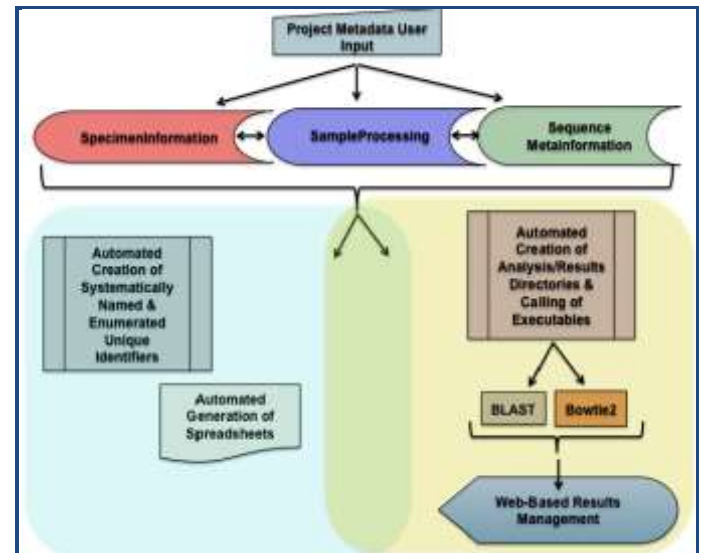 Project Metadata User
Input
SpecimenInformation
SampleProcessing
Sequence
MetaInformation
Automated
Creation of
Systematically
Named &
Enumerated
Unique
Identifiers
Automated
Generation of
Spreadsheets
Automated
Creation of
Analysis/Results
Directories &
Calling of
Executables
BLAST
Bowtie2
Web-Based Results
Management